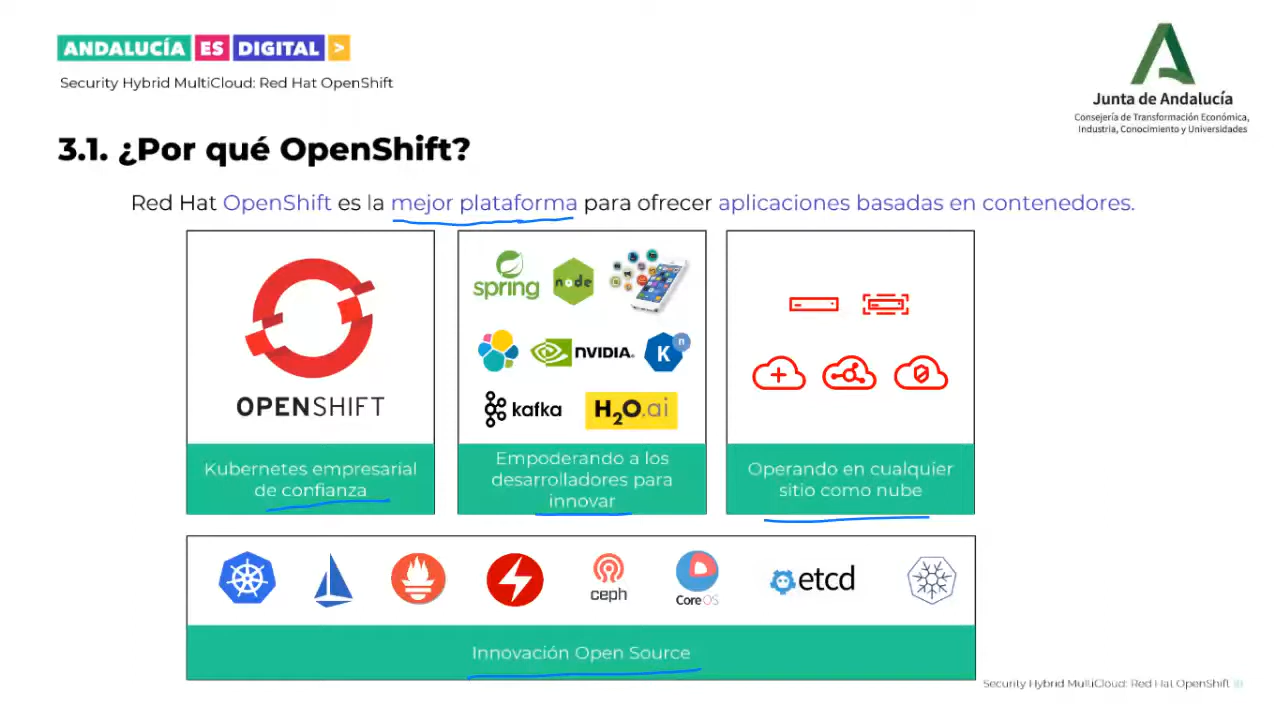 ANDALUCÍA ES DIGITAL >
Security Hybrid MultiCloud: Red Hat OpenShift
Junta de Andalucía
Consejería de Transformación Económica,
Industria, Conocimiento y Universidades
3.1. ¿Por qué OpenShift?
Red Hat OpenShift es la mejor plataforma para ofrecer aplicaciones basadas en contenedores.
OPENSHIFT
Kubernetes empresarial
de confianza
spring
node
NVIDIA.
K
n
kafka
H2O.ai
Empoderando a los
desarrolladores para
innovar
Operando en cualquier
sitio como nube
ceph
CoreOS
etcd
Innovación Open Source
Security Hybrid MultiCloud: Red Hat OpenShift